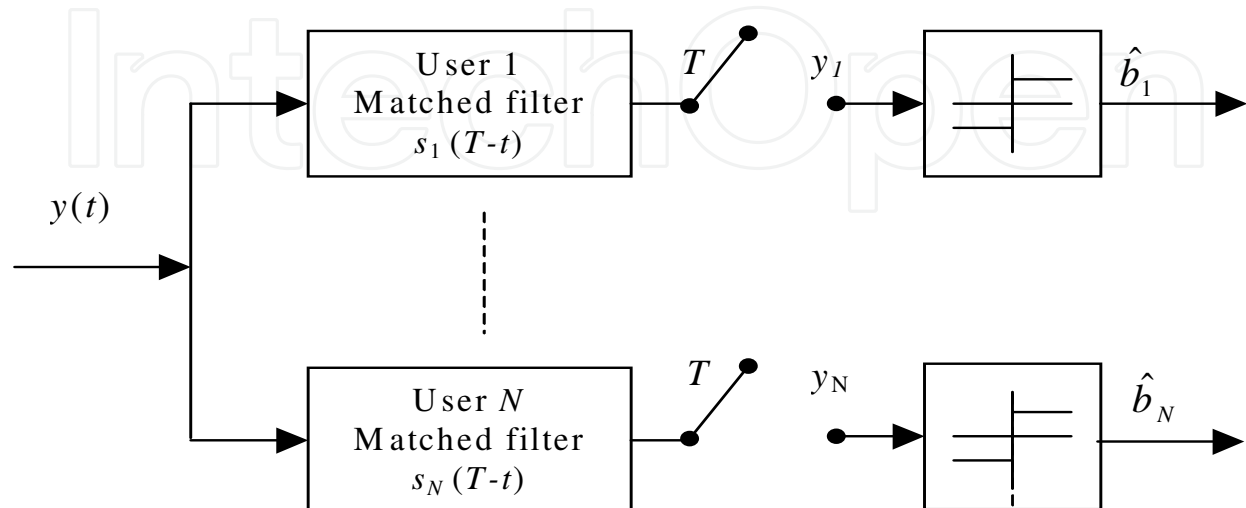 IntechOpen
User 1
Matched filter
s₁(T-t)
T
y₁
b̂₁
y(t)
User N
Matched filter
s_N(T-t)
T
y_N
b̂_N